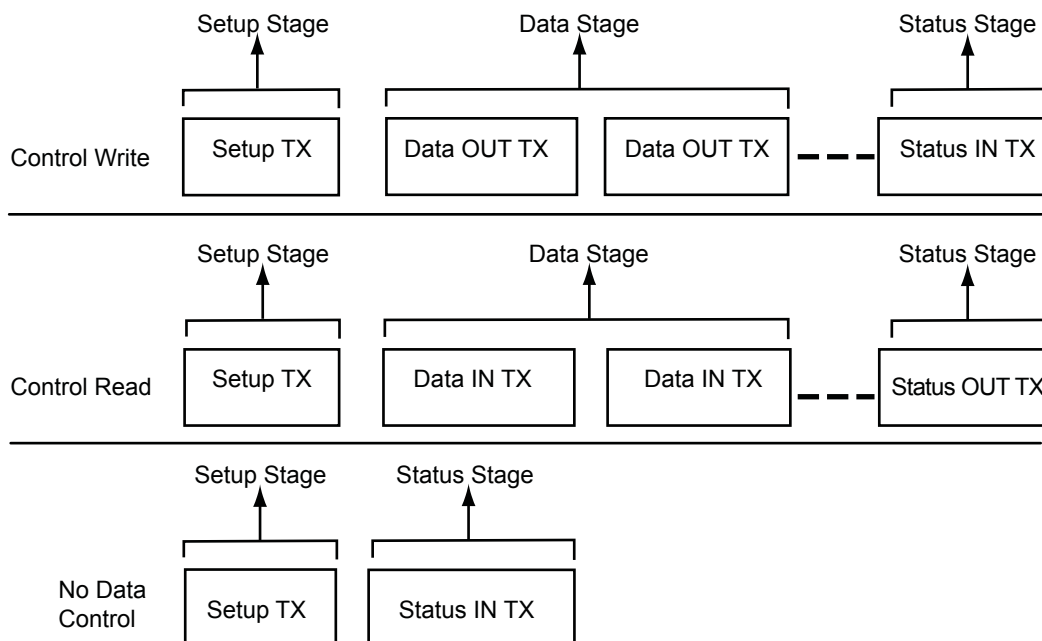 Setup Stage Data Stage Status Stage
Control Write Setup TX Data OUT TX Data OUT TX Status IN TX
Setup Stage Data Stage Status Stage
Control Read Setup TX Data IN TX Data IN TX Status OUT TX
Setup Stage Status Stage
No Data
Control
Setup TX Status IN TX